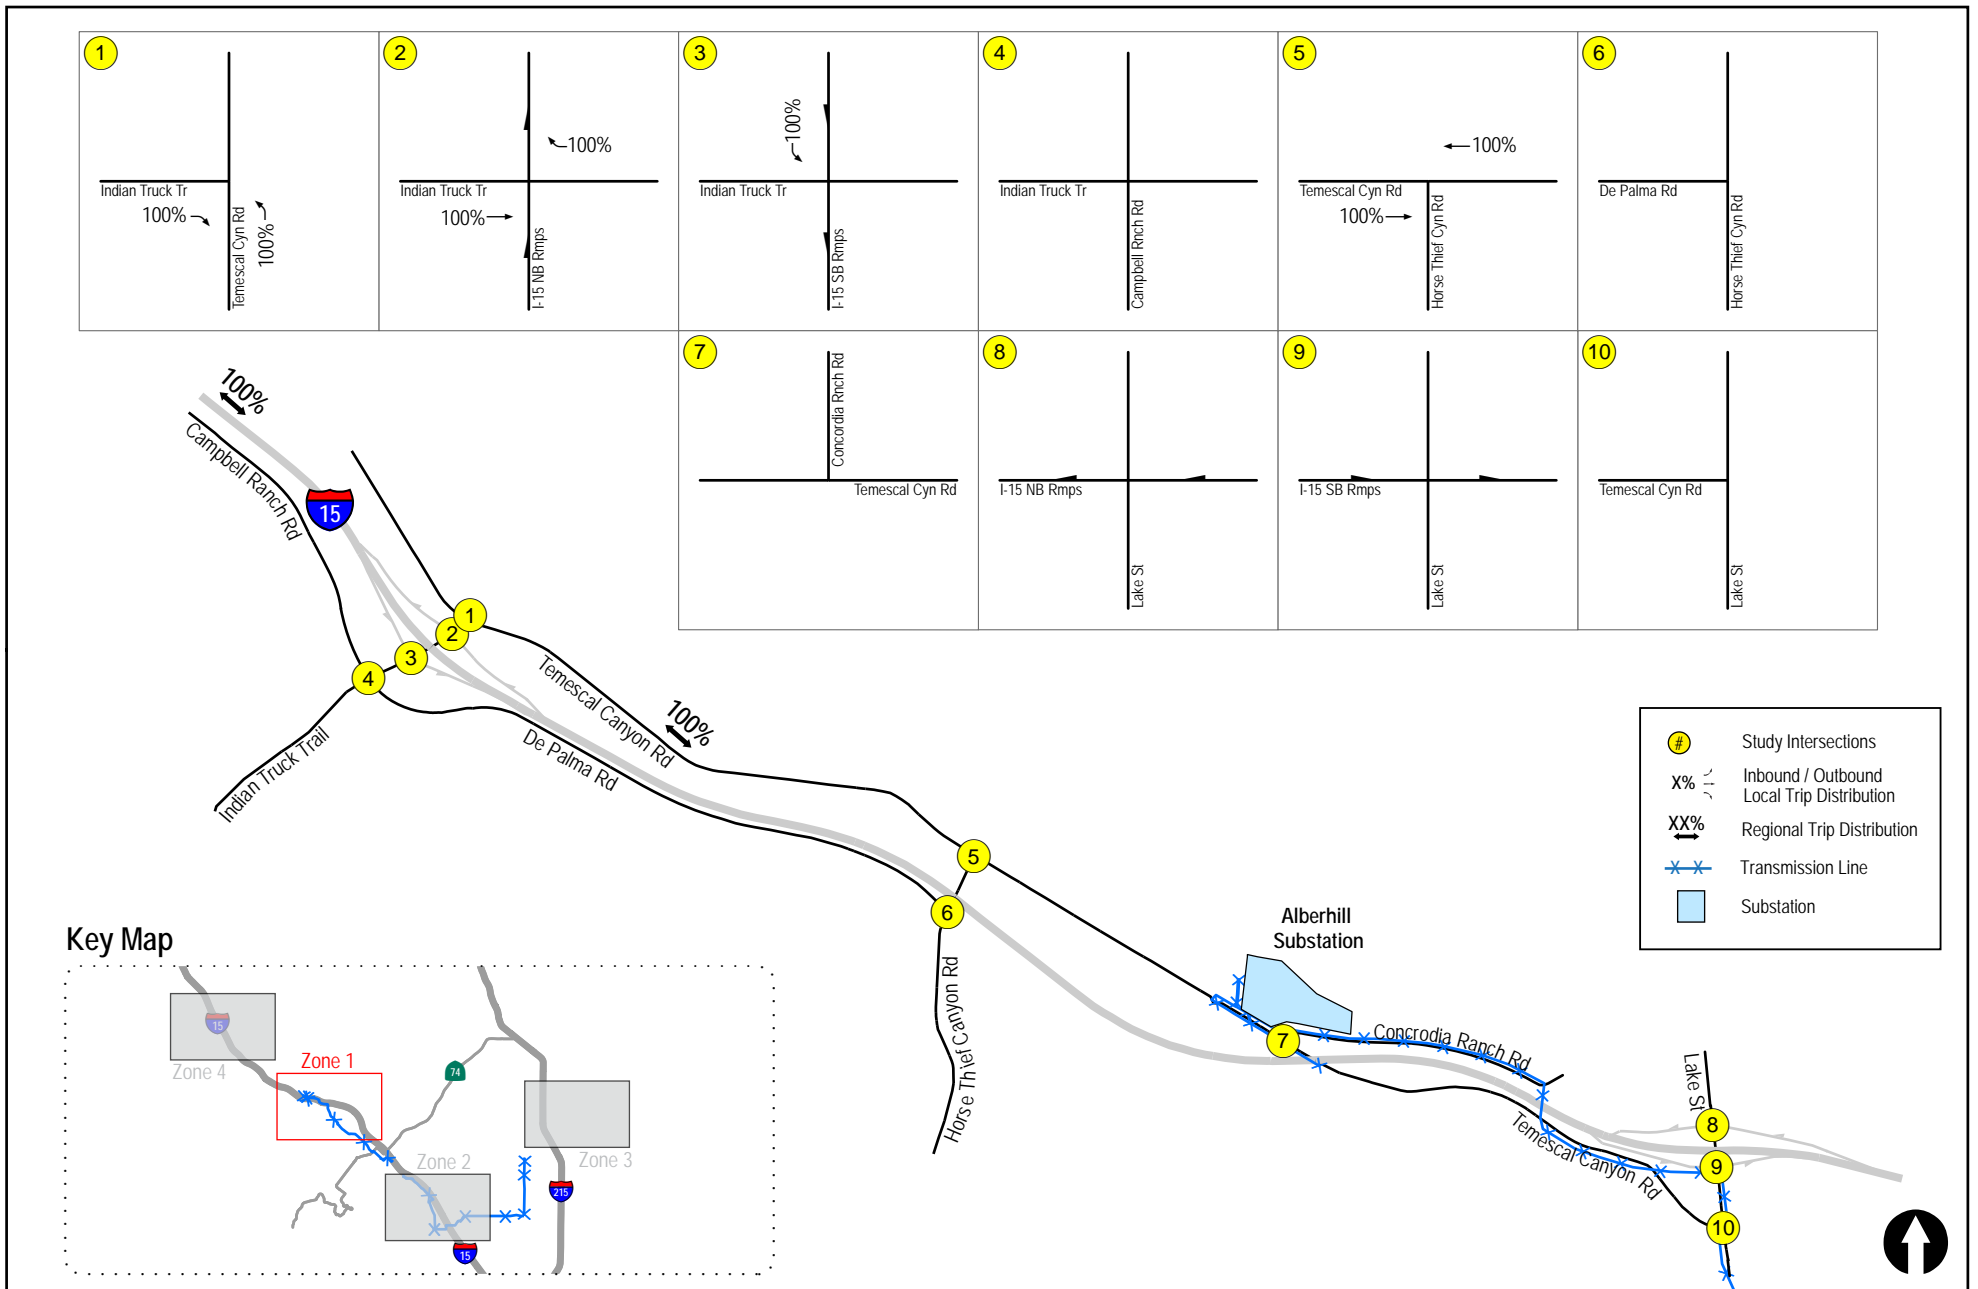 1
Indian Truck Tr
100%
Temescal Cyn Rd
100%
2
100%
Indian Truck Tr
100%
I-15 NB Rmps
3
100%
Indian Truck Tr
I-15 SB Rmps
4
Indian Truck Tr
Campbell Rnch Rd
5
100%
Temescal Cyn Rd
100%
Horse Thief Cyn Rd
6
De Palma Rd
Horse Thief Cyn Rd
7
Concordia Rnch Rd
Temescal Cyn Rd
8
I-15 NB Rmps
Lake St
9
I-15 SB Rmps
Lake St
10
Temescal Cyn Rd
Lake St
100%
Campbell Ranch Rd
15
1
2
3
4
Indian Truck Trail
Temescal Canyon Rd
100%
De Palma Rd
5
6
Horse Thief Canyon Rd
Alberhill
Substation
7
Concrodia Ranch Rd
Temescal Canyon Rd
Lake St
8
9
10
#
Study Intersections
X%
Inbound / Outbound
Local Trip Distribution
XX%
Regional Trip Distribution
Transmission Line
Substation
Key Map
15
Zone 4
Zone 1
74
Zone 2
Zone 3
215
15